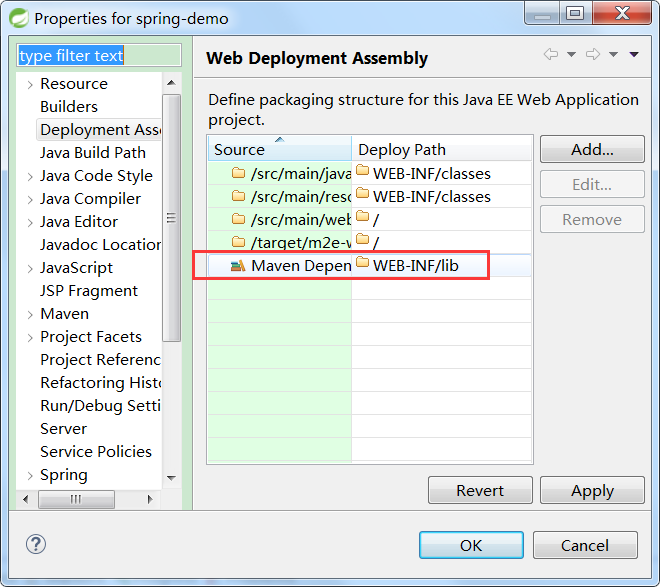 Properties for spring-demo
type filter text
Resource
Builders
Deployment Asse
Java Build Path
Java Code Style
Java Compiler
Java Editor
Javadoc Location
JavaScript
JSP Fragment
Maven
Project Facets
Project Referenc
Refactoring Histo
Run/Debug Setti
Server
Service Policies
Spring
Web Deployment Assembly
Define packaging structure for this Java EE Web Application
project.
Source Deploy Path
/src/main/java WEB-INF/classes
/src/main/reso WEB-INF/classes
/src/main/web /
/target/m2e-w /
Maven Depen WEB-INF/lib
Add...
Edit...
Remove
Revert Apply
OK Cancel